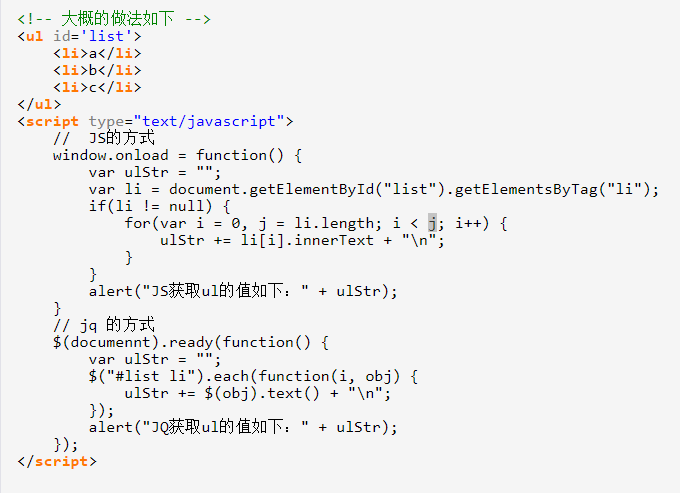 <!-- 大概的做法如下 -->
<ul id='list'>
    <li>a</li>
    <li>b</li>
    <li>c</li>
</ul>
<script type="text/javascript">
    //  JS的方式
    window.onload = function() {
        var ulStr = "";
        var li = document.getElementById("list").getElementsByTag("li");
        if(li != null) {
            for(var i = 0, j = li.length; i < j; i++) {
                ulStr += li[i].innerText + "\n";
            }
        }
        alert("JS获取ul的值如下：" + ulStr);
    }
    // jq 的方式
    $(documennt).ready(function() {
        var ulStr = "";
        $("#list li").each(function(i, obj) {
            ulStr += $(obj).text() + "\n";
        });
        alert("JQ获取ul的值如下：" + ulStr);
    });
</script>